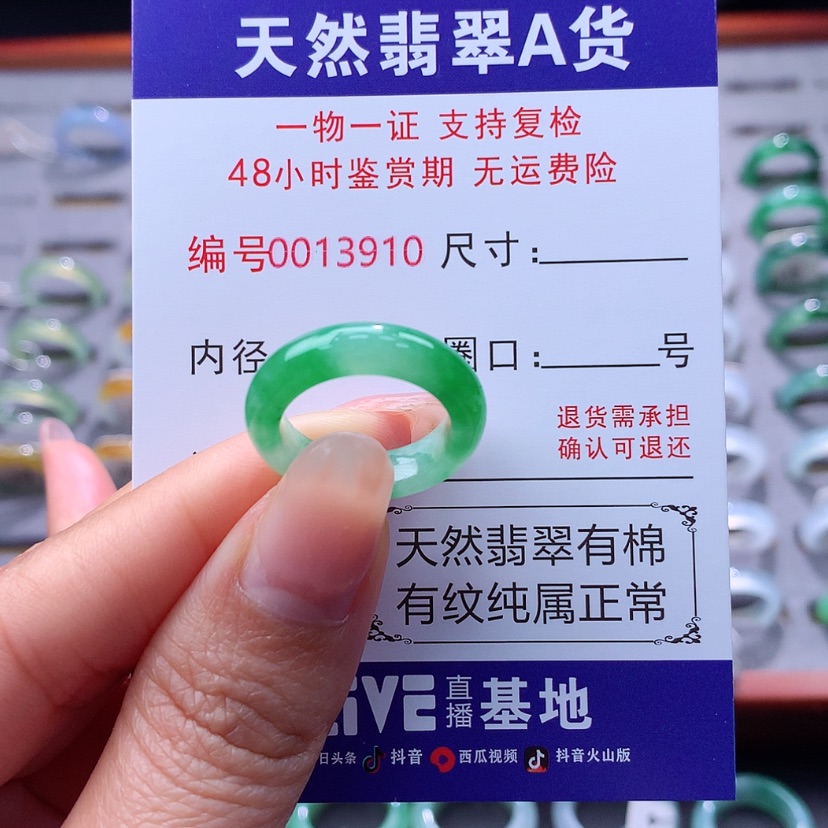 天然翡翠A货
一物一证 支持复检
48小时鉴赏期 无运费险
编号0013910 尺寸:
内径 圈口: 号
退货需承担
确认可退还
天然翡翠有棉
有纹纯属正常
LIVE 直播 基地
日头条 抖音 西瓜视频 抖音火山版